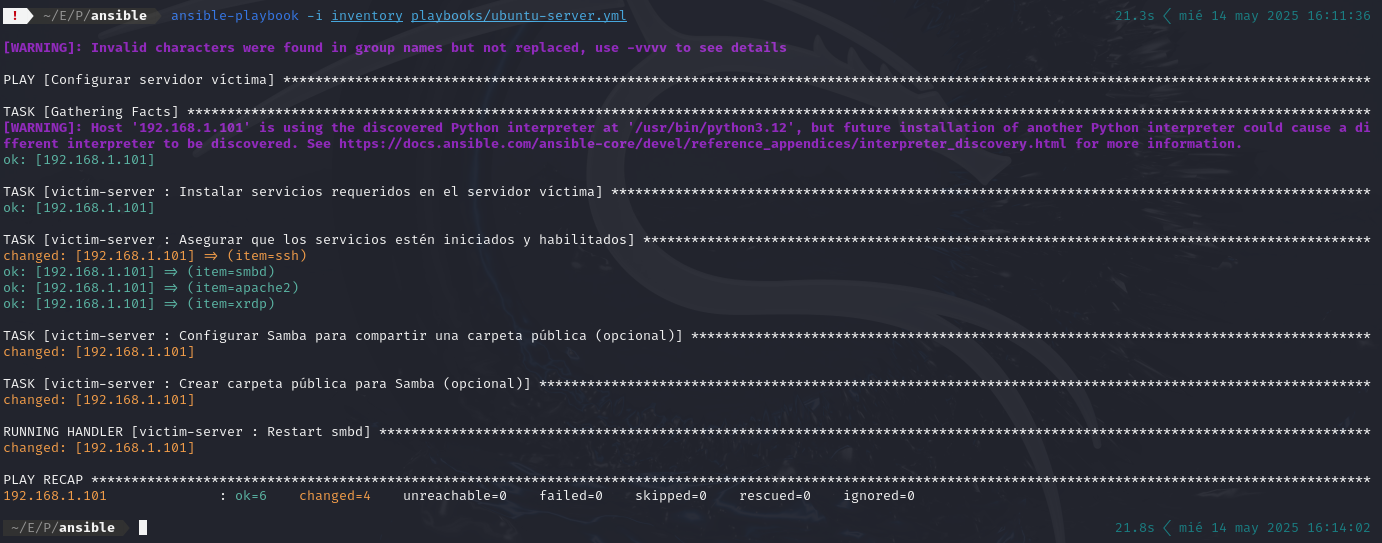 ! ~/E/P/ansible ansible-playbook -i inventory playbooks/ubuntu-server.yml 21.3s < mié 14 may 2025 16:11:36
[WARNING]: Invalid characters were found in group names but not replaced, use -vvvv to see details
PLAY [Configurar servidor víctima] ****************************************************************************************************************************************
TASK [Gathering Facts] ****************************************************************************************************************************************************
[WARNING]: Host '192.168.1.101' is using the discovered Python interpreter at '/usr/bin/python3.12', but future installation of another Python interpreter could cause a di
fferent interpreter to be discovered. See https://docs.ansible.com/ansible-core/devel/reference_appendices/interpreter_discovery.html for more information.
ok: [192.168.1.101]
TASK [victim-server : Instalar servicios requeridos en el servidor víctima] ***********************************************************************************************
ok: [192.168.1.101]
TASK [victim-server : Asegurar que los servicios estén iniciados y habilitados] *******************************************************************************************
changed: [192.168.1.101] => (item=ssh)
ok: [192.168.1.101] => (item=smbd)
ok: [192.168.1.101] => (item=apache2)
ok: [192.168.1.101] => (item=xrdp)
TASK [victim-server : Configurar Samba para compartir una carpeta pública (opcional)] *************************************************************************************
changed: [192.168.1.101]
TASK [victim-server : Crear carpeta pública para Samba (opcional)] ********************************************************************************************************
changed: [192.168.1.101]
RUNNING HANDLER [victim-server : Restart smbd] ****************************************************************************************************************************
changed: [192.168.1.101]
PLAY RECAP ****************************************************************************************************************************************************************
192.168.1.101 : ok=6 changed=4 unreachable=0 failed=0 skipped=0 rescued=0 ignored=0
~/E/P/ansible 21.8s < mié 14 may 2025 16:14:02